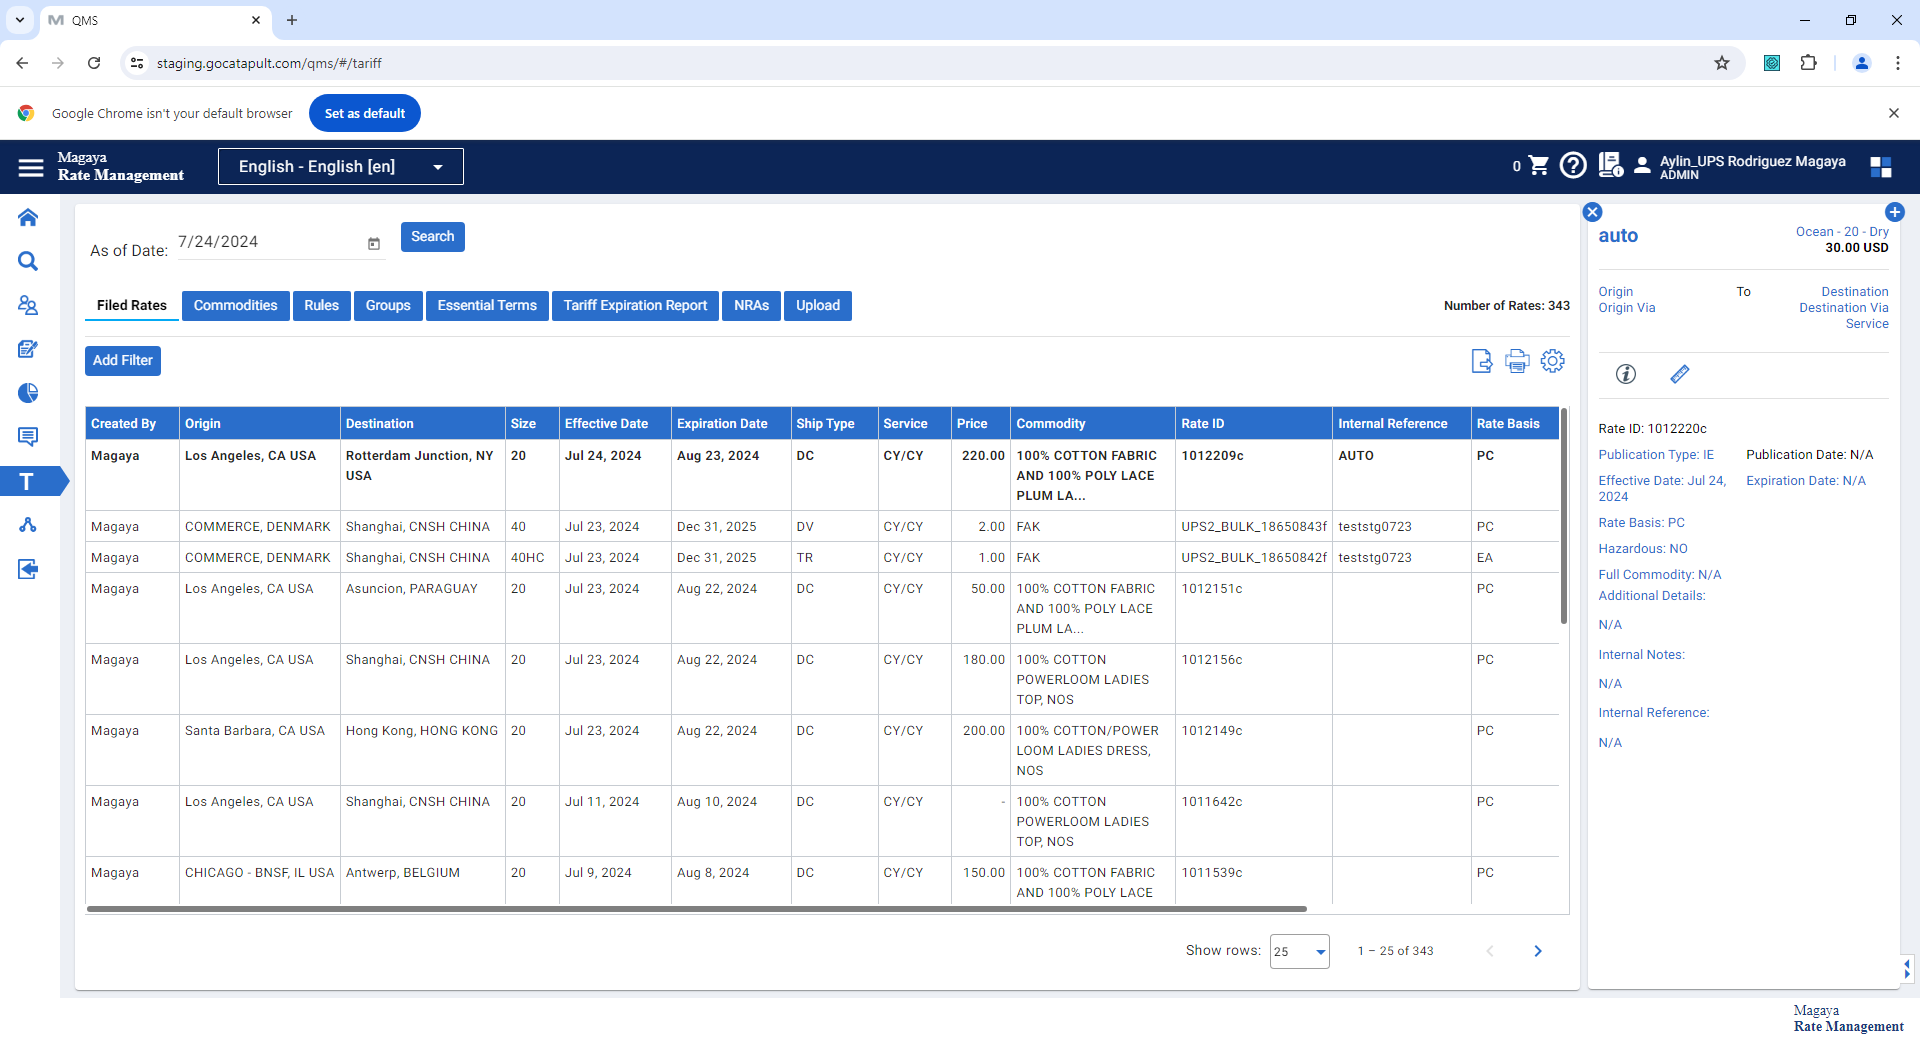 QMS
staging.gocatapult.com/qms/#/tariff
Google Chrome isn't your default browser
Set as default
Magaya
Rate Management
English - English [en]
0
Aylin_UPS Rodriguez Magaya
ADMIN
As of Date:
7/24/2024
Search
Filed Rates
Commodities
Rules
Groups
Essential Terms
Tariff Expiration Report
NRAs
Upload
Number of Rates: 343
Add Filter
Created By Origin Destination Size Effective Date Expiration Date Ship Type Service Price Commodity Rate ID Internal Reference Rate Basis
Magaya Los Angeles, CA USA Rotterdam Junction, NY 20 Jul 24, 2024 Aug 23, 2024 DC CY/CY 220.00 100% COTTON FABRIC 1012209c AUTO PC
USA AND 100% POLY LACE
PLUM LA...
Magaya COMMERCE, DENMARK Shanghai, CNSH CHINA 40 Jul 23, 2024 Dec 31, 2025 DV CY/CY 2.00 FAK UPS2_BULK_18650843f teststg0723 PC
Magaya COMMERCE, DENMARK Shanghai, CNSH CHINA 40HC Jul 23, 2024 Dec 31, 2025 TR CY/CY 1.00 FAK UPS2_BULK_18650842f teststg0723 EA
Magaya Los Angeles, CA USA Asuncion, PARAGUAY 20 Jul 23, 2024 Aug 22, 2024 DC CY/CY 50.00 100% COTTON FABRIC 1012151c PC
AND 100% POLY LACE
PLUM LA...
Magaya Los Angeles, CA USA Shanghai, CNSH CHINA 20 Jul 23, 2024 Aug 22, 2024 DC CY/CY 180.00 100% COTTON 1012156c PC
POWERLOOM LADIES
TOP, NOS
Magaya Santa Barbara, CA USA Hong Kong, HONG KONG 20 Jul 23, 2024 Aug 22, 2024 DC CY/CY 200.00 100% COTTON/POWER 1012149c PC
LOOM LADIES DRESS,
NOS
Magaya Los Angeles, CA USA Shanghai, CNSH CHINA 20 Jul 11, 2024 Aug 10, 2024 DC CY/CY - 100% COTTON 1011642c PC
POWERLOOM LADIES
TOP, NOS
Magaya CHICAGO - BNSF, IL USA Antwerp, BELGIUM 20 Jul 9, 2024 Aug 8, 2024 DC CY/CY 150.00 100% COTTON FABRIC 1011539c PC
AND 100% POLY LACE
Show rows: 25 1 – 25 of 343
auto
Ocean - 20 - Dry
30.00 USD
Origin To Destination
Origin Via Destination Via
Service
Rate ID: 1012220c
Publication Type: IE Publication Date: N/A
Effective Date: Jul 24, Expiration Date: N/A
2024
Rate Basis: PC
Hazardous: NO
Full Commodity: N/A
Additional Details:
N/A
Internal Notes:
N/A
Internal Reference:
N/A
T
Magaya
Rate Management